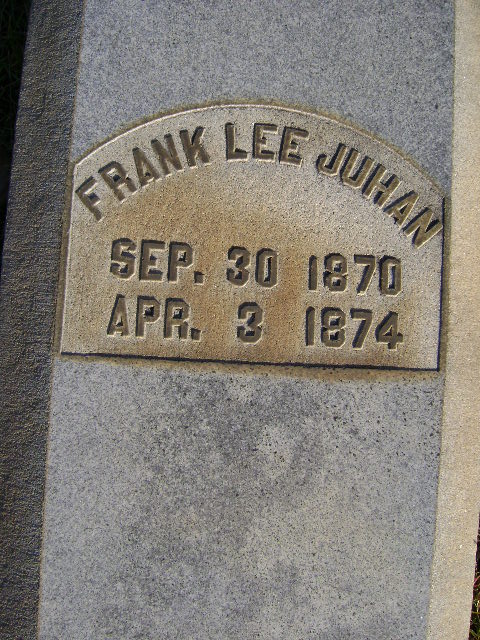 FRANK LEE JUHAN
SEP. 30 1870
APR. 3 1874